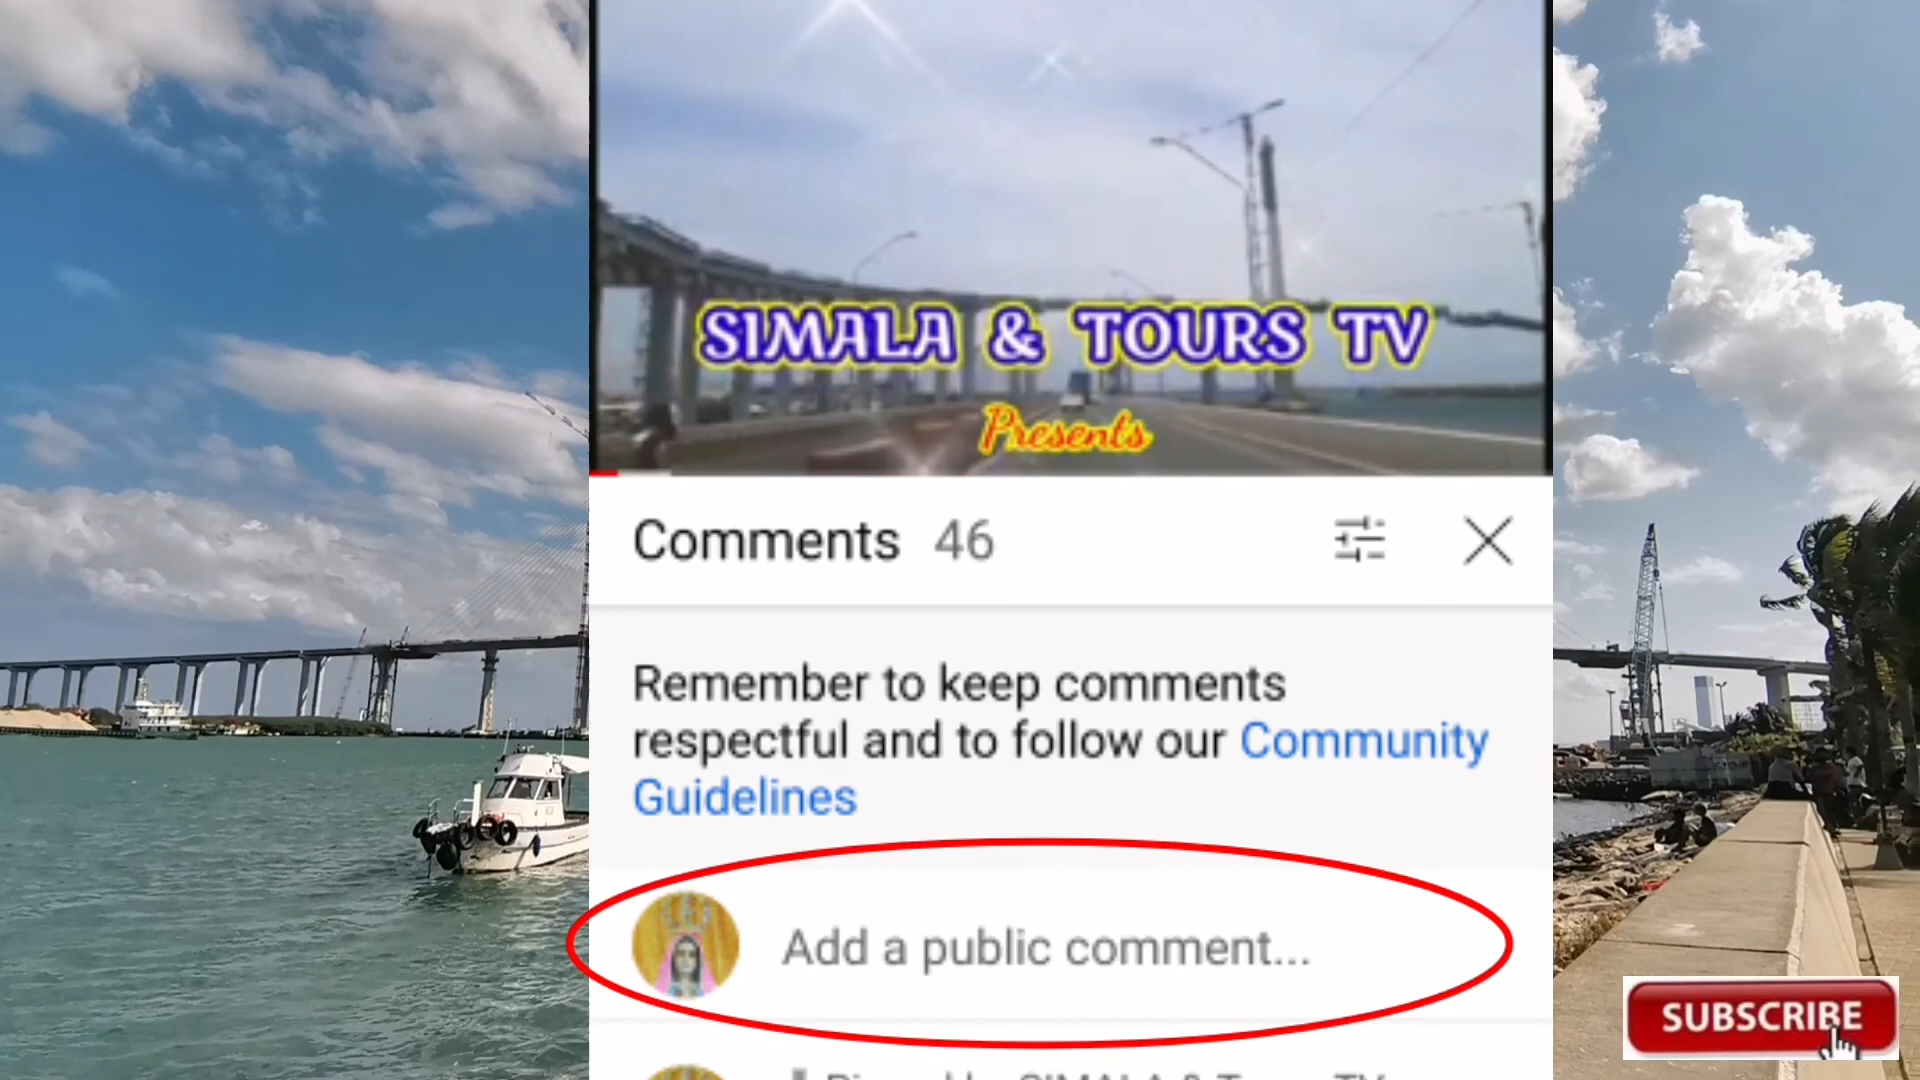 SIMALA & TOURS TV
Presents
Comments 46
Remember to keep comments
respectful and to follow our Community
Guidelines
Add a public comment...
SUBSCRIBE